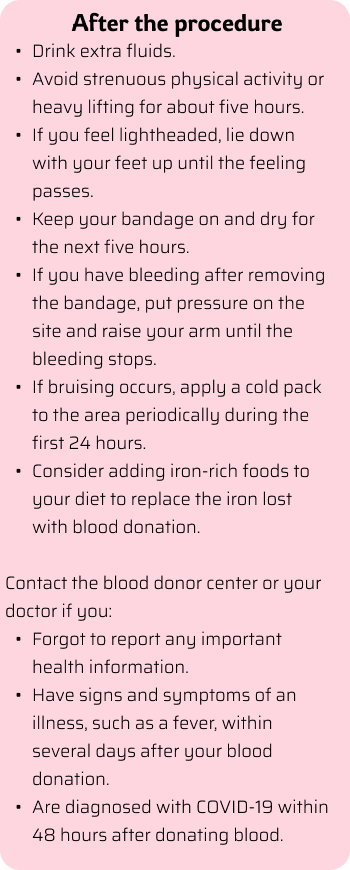 After the procedure
• Drink extra fluids.
• Avoid strenuous physical activity or
heavy lifting for about five hours.
• If you feel lightheaded, lie down
with your feet up until the feeling
passes.
• Keep your bandage on and dry for
the next five hours.
• If you have bleeding after removing
the bandage, put pressure on the
site and raise your arm until the
bleeding stops.
• If bruising occurs, apply a cold pack
to the area periodically during the
first 24 hours.
• Consider adding iron-rich foods to
your diet to replace the iron lost
with blood donation.
Contact the blood donor center or your
doctor if you:
• Forgot to report any important
health information.
• Have signs and symptoms of an
illness, such as a fever, within
several days after your blood
donation.
• Are diagnosed with COVID-19 within
48 hours after donating blood.